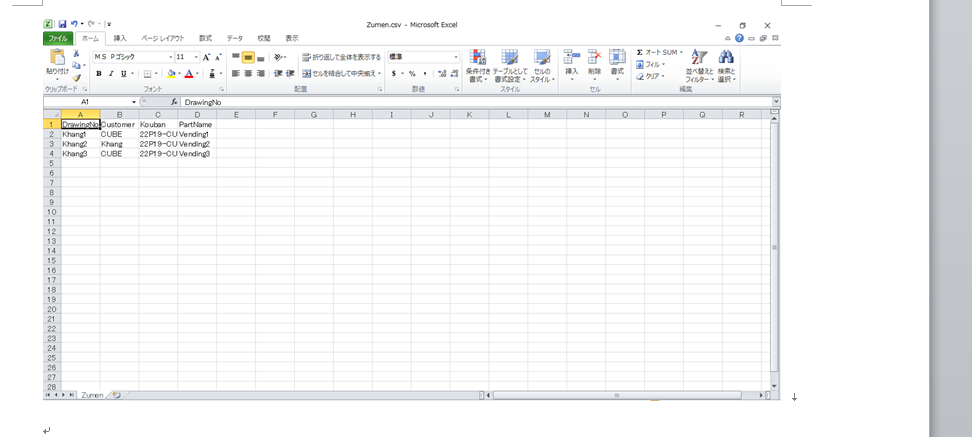 Zumen.csv - Microsoft Excel
ファイル ホーム 挿入 ページ レイアウト 数式 データ 校閲 表示
ＭＳ Ｐゴシック 11 折り返して全体を表示する 標準 Σ オート SUM
貼り付け B I U A セルを結合して中央揃え $ % , 条件付き書式 テーブルとして書式設定 セルのスタイル 挿入 削除 書式 フィル クリア 並べ替えとフィルター 検索と選択
クリップボード フォント 配置 数値 スタイル セル 編集
A1 fx DrawingNo
A B C D E F G H I J K L M N O P Q R
1 DrawingNo Customer Kouban PartName
2 Khang1 CUBE 22P19-CU Vending1
3 Khang2 Khang 22P19-CU Vending2
4 Khang3 CUBE 22P19-CU Vending3
5
6
7
8
9
10
11
12
13
14
15
16
17
18
19
20
21
22
23
24
25
26
27
28
Zumen